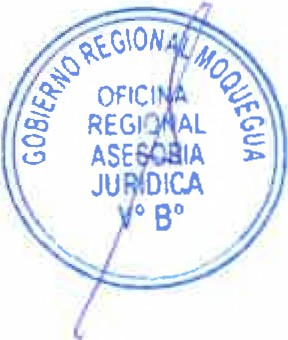 GOBIERNO REGIONAL MOQUEGUA
OFICINA
REGIONAL
ASESORIA
JURIDICA
V° B°